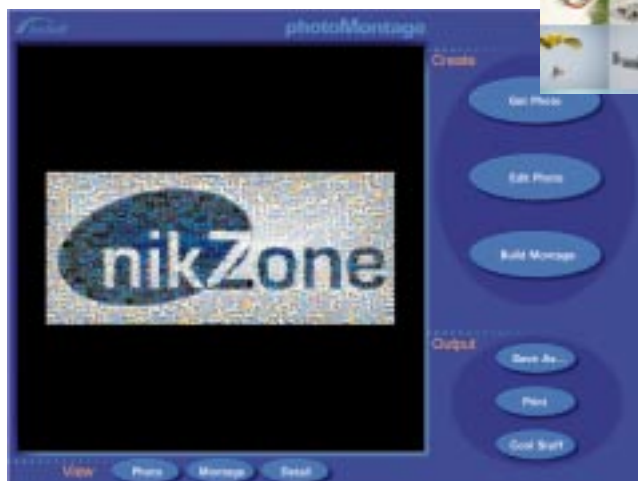 photoMontage
Create
Get Photo
Edit Photo
Build Montage
nikZone
Output
Save As...
Print
Cool Stuff
View
Photo
Montage
Detail